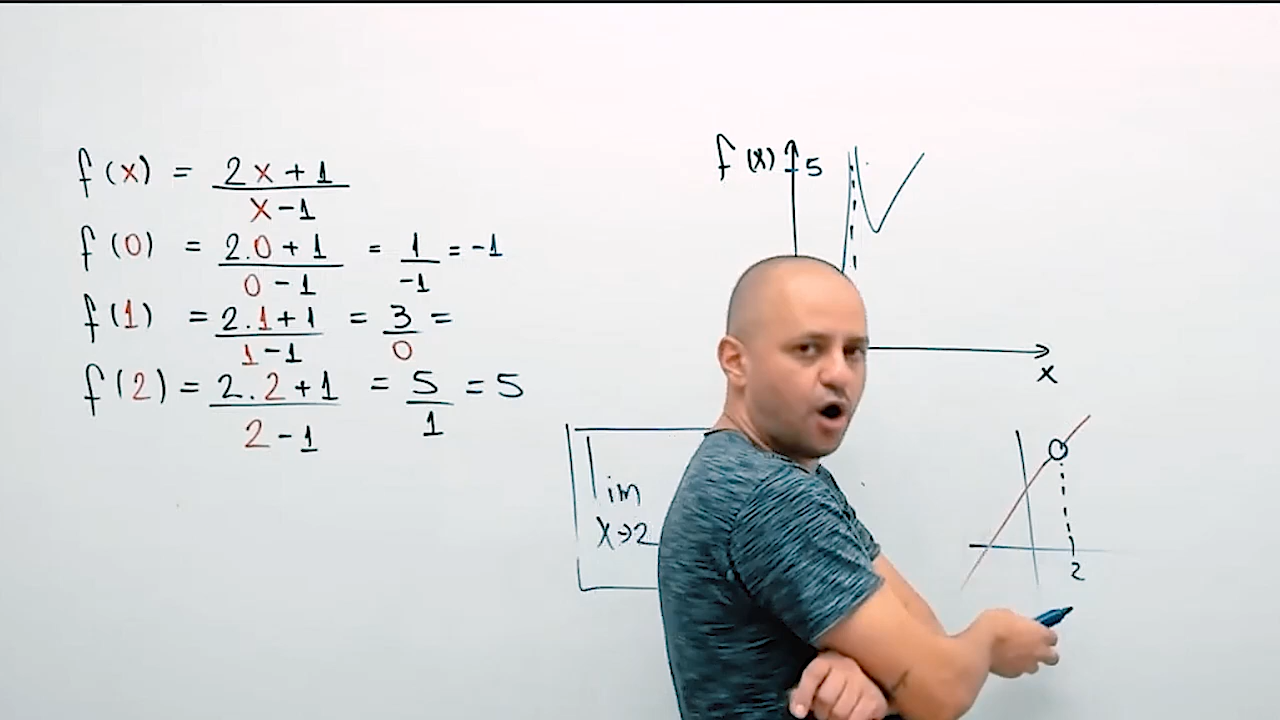 f(x) = 2x+1 / x-1
f(0) = 2.0+1 / 0-1 = 1 / -1 = -1
f(1) = 2.1+1 / 1-1 = 3 / 0 =
f(2) = 2.2+1 / 2-1 = 5 / 1 = 5
f(x) 5
x
lim
x→2
2